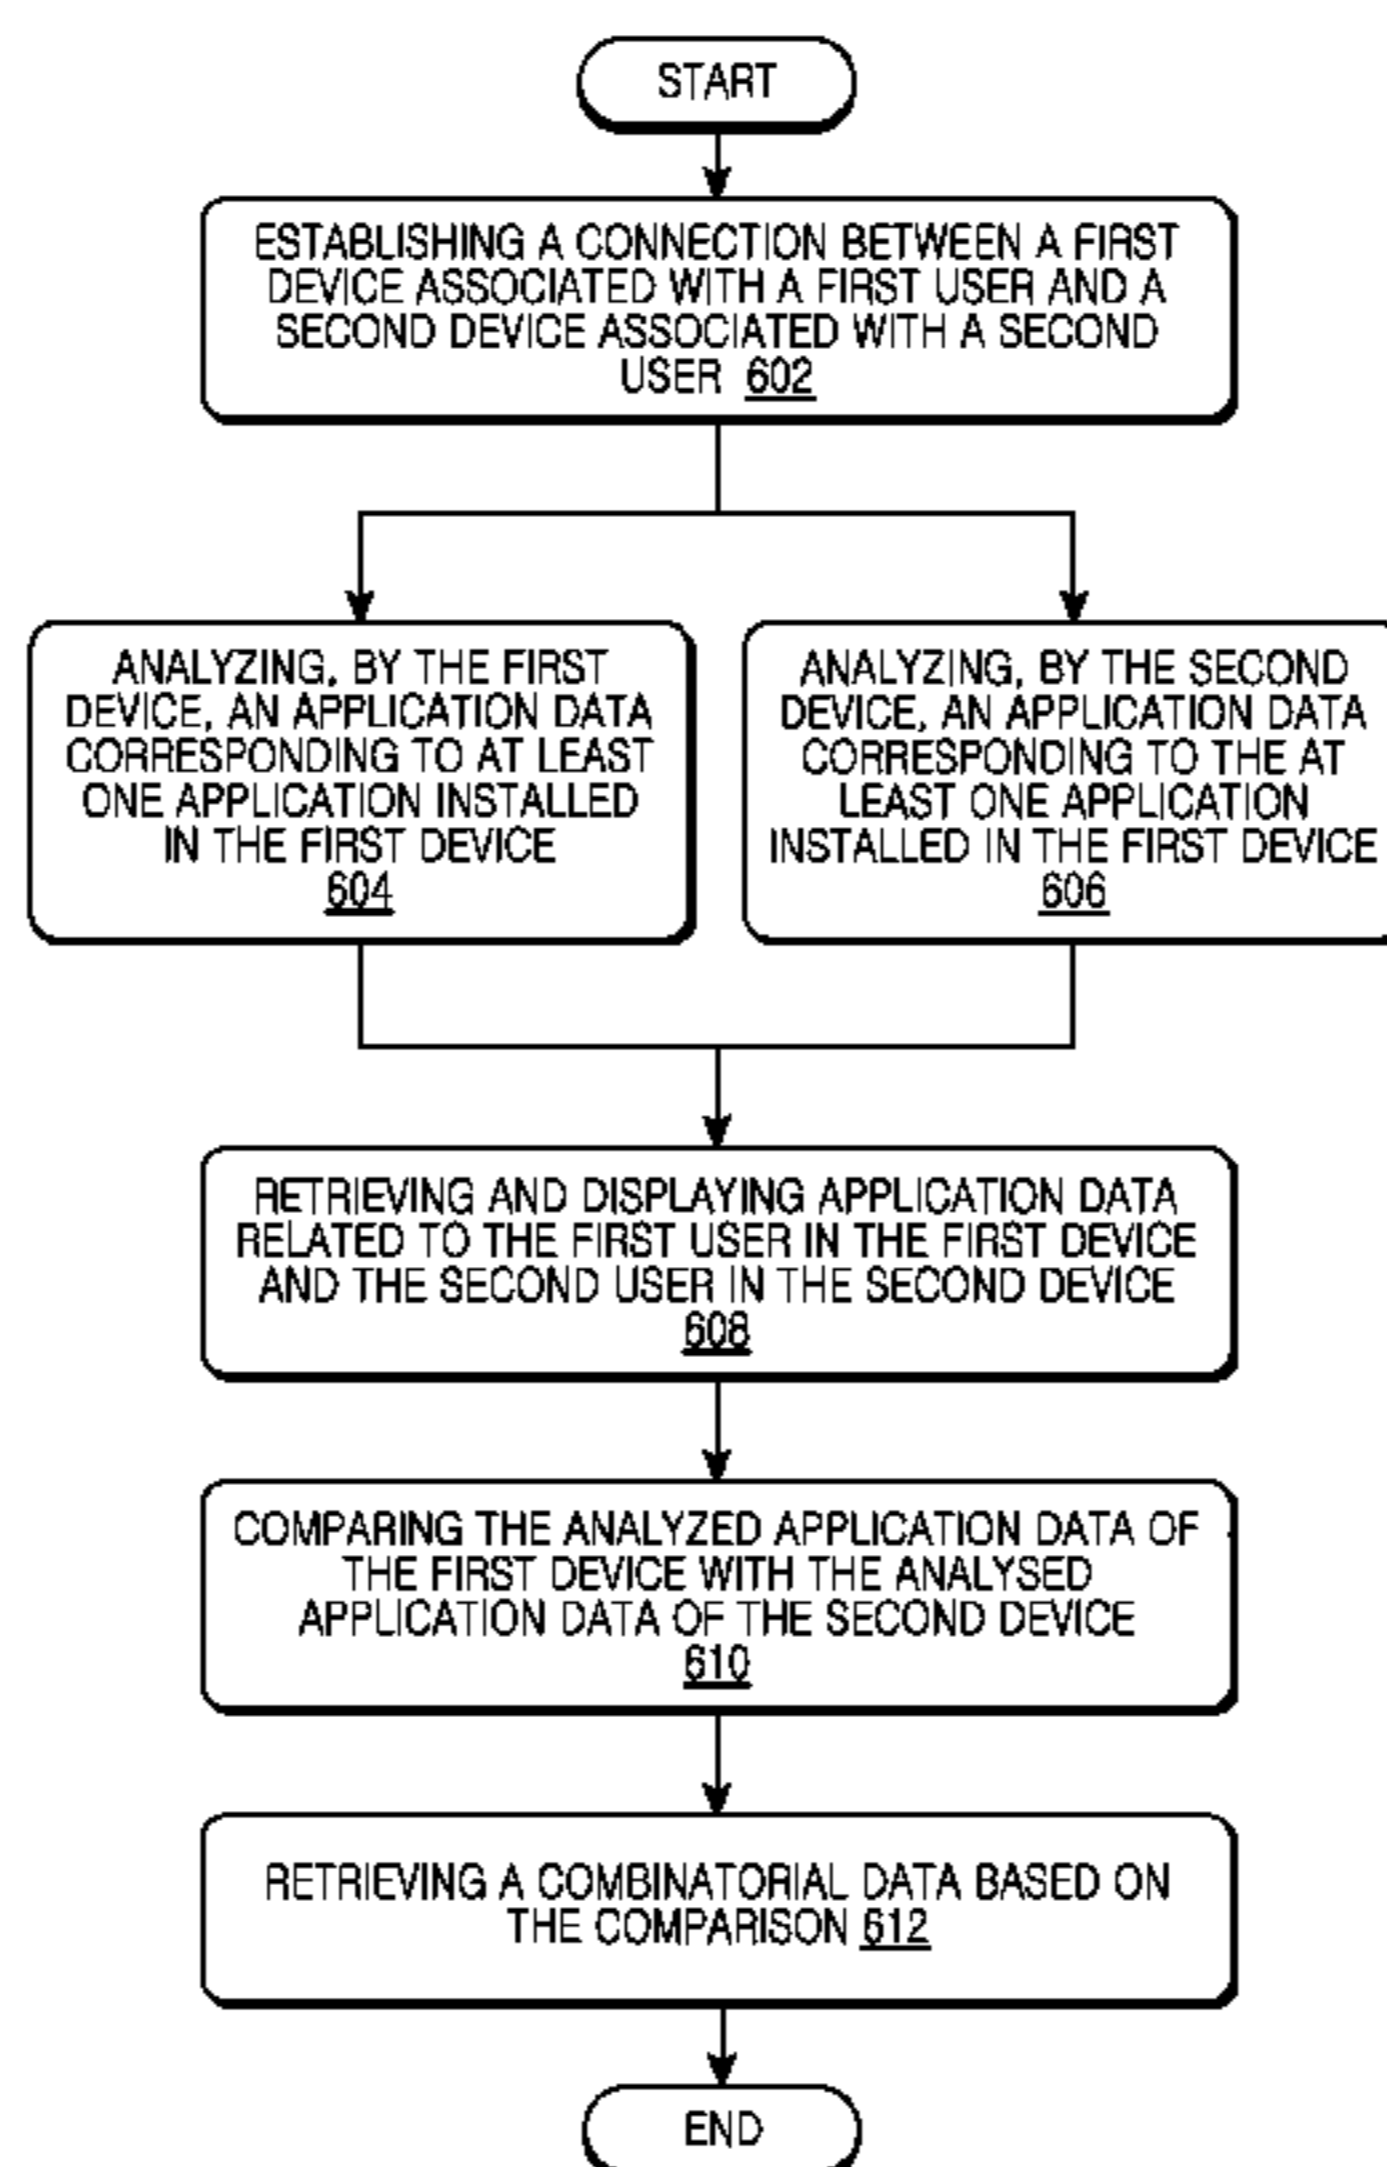 START
ESTABLISHING A CONNECTION BETWEEN A FIRST
DEVICE ASSOCIATED WITH A FIRST USER AND A
SECOND DEVICE ASSOCIATED WITH A SECOND
USER 602
ANALYZING, BY THE FIRST
DEVICE, AN APPLICATION DATA
CORRESPONDING TO AT LEAST
ONE APPLICATION INSTALLED
IN THE FIRST DEVICE
604
ANALYZING, BY THE SECOND
DEVICE, AN APPLICATION DATA
CORRESPONDING TO THE AT
LEAST ONE APPLICATION
INSTALLED IN THE FIRST DEVICE
606
RETRIEVING AND DISPLAYING APPLICATION DATA
RELATED TO THE FIRST USER IN THE FIRST DEVICE
AND THE SECOND USER IN THE SECOND DEVICE
608
COMPARING THE ANALYZED APPLICATION DATA OF
THE FIRST DEVICE WITH THE ANALYSED
APPLICATION DATA OF THE SECOND DEVICE
610
RETRIEVING A COMBINATORIAL DATA BASED ON
THE COMPARISON 612
END